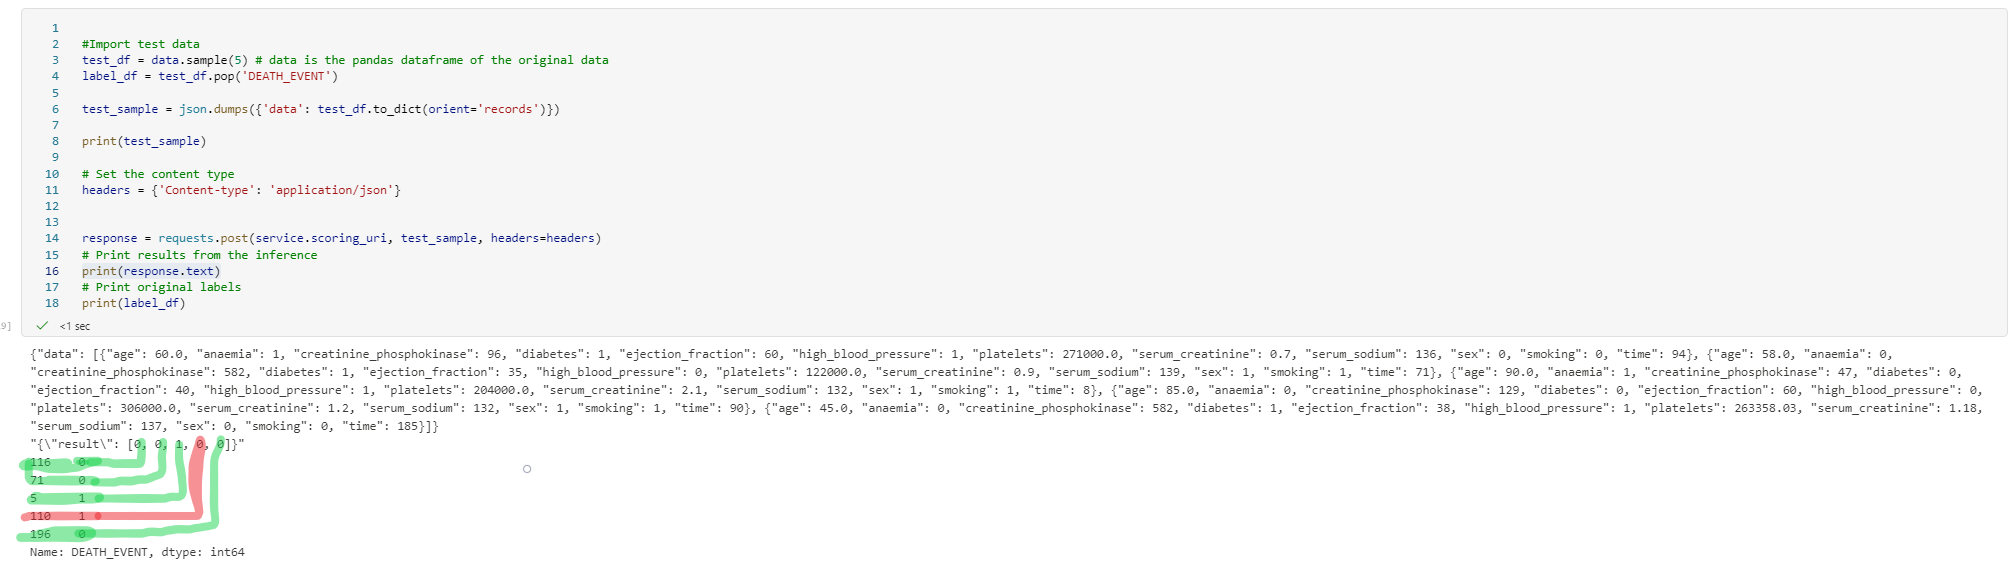 1
2 #Import test data
3 test_df = data.sample(5) # data is the pandas dataframe of the original data
4 label_df = test_df.pop('DEATH_EVENT')
5
6 test_sample = json.dumps({'data': test_df.to_dict(orient='records')})
7
8 print(test_sample)
9
10 # Set the content type
11 headers = {'Content-type': 'application/json'}
12
13
14 response = requests.post(service.scoring_uri, test_sample, headers=headers)
15 # Print results from the inference
16 print(response.text)
17 # Print original labels
18 print(label_df)
9] <1 sec
{"data": [{"age": 60.0, "anaemia": 1, "creatinine_phosphokinase": 96, "diabetes": 1, "ejection_fraction": 60, "high_blood_pressure": 1, "platelets": 271000.0, "serum_creatinine": 0.7, "serum_sodium": 136, "sex": 0, "smoking": 0, "time": 94}, {"age": 58.0, "anaemia": 0,
"creatinine_phosphokinase": 582, "diabetes": 1, "ejection_fraction": 35, "high_blood_pressure": 0, "platelets": 122000.0, "serum_creatinine": 0.9, "serum_sodium": 139, "sex": 1, "smoking": 1, "time": 71}, {"age": 90.0, "anaemia": 1, "creatinine_phosphokinase": 47, "diabetes": 0,
"ejection_fraction": 40, "high_blood_pressure": 1, "platelets": 204000.0, "serum_creatinine": 2.1, "serum_sodium": 132, "sex": 1, "smoking": 1, "time": 8}, {"age": 85.0, "anaemia": 0, "creatinine_phosphokinase": 129, "diabetes": 0, "ejection_fraction": 60, "high_blood_pressure": 0,
"platelets": 306000.0, "serum_creatinine": 1.2, "serum_sodium": 132, "sex": 1, "smoking": 1, "time": 90}, {"age": 45.0, "anaemia": 0, "creatinine_phosphokinase": 582, "diabetes": 1, "ejection_fraction": 38, "high_blood_pressure": 1, "platelets": 263358.03, "serum_creatinine": 1.18,
"serum_sodium": 137, "sex": 0, "smoking": 0, "time": 185}]}
"{\"result\": [0, 0, 1, 0, 0]}"
116 0
71 0
5 1
110 1
196 0
Name: DEATH_EVENT, dtype: int64